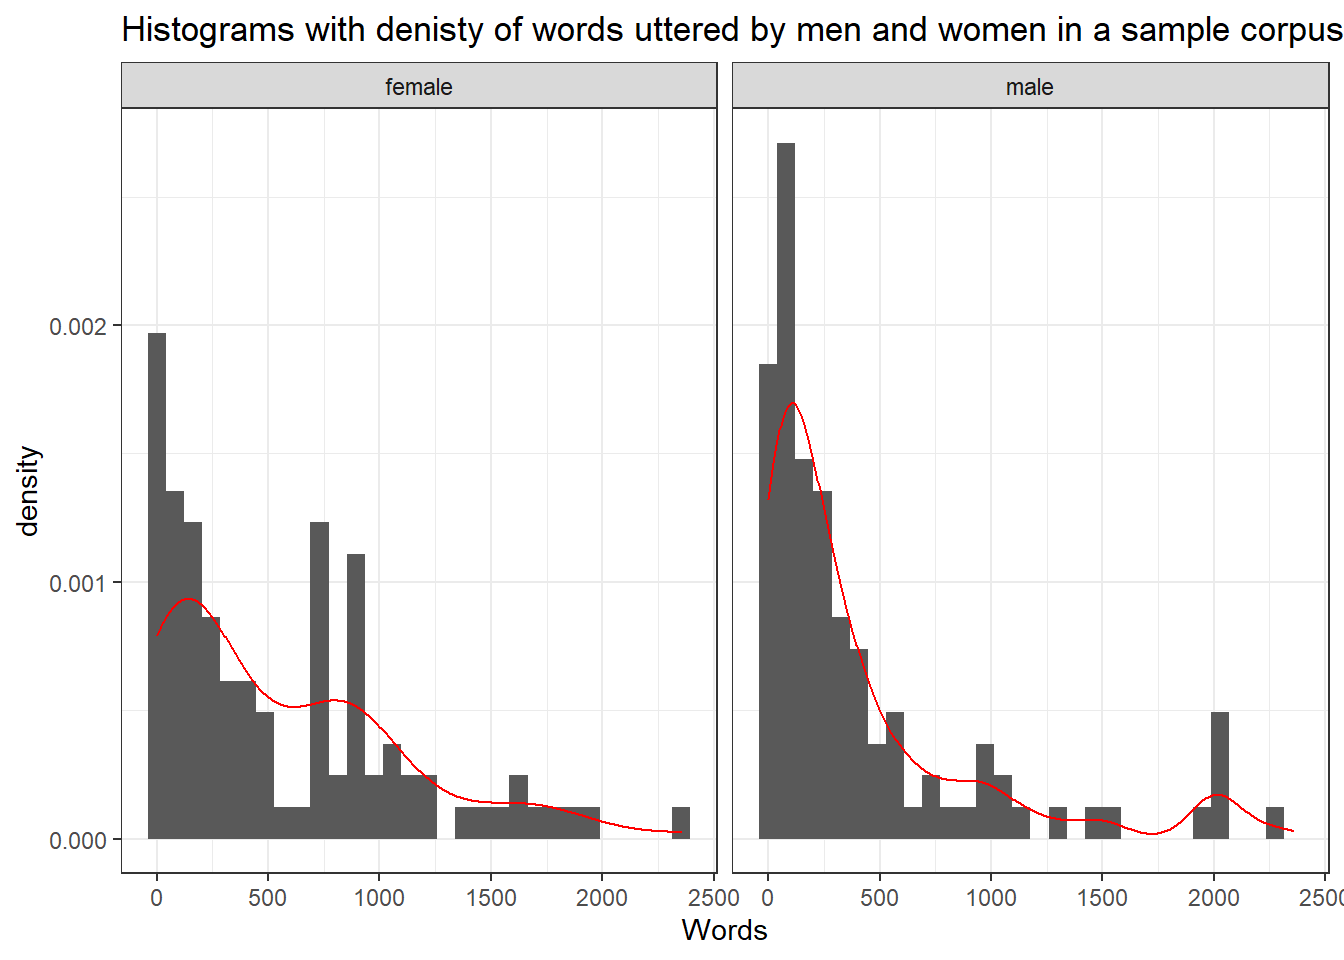 Histograms with denisty of words uttered by men and women in a sample corpus
female
male
density
0.002
0.001
0.000
0 500 1000 1500 2000 2500
0 500 1000 1500 2000 2500
Words